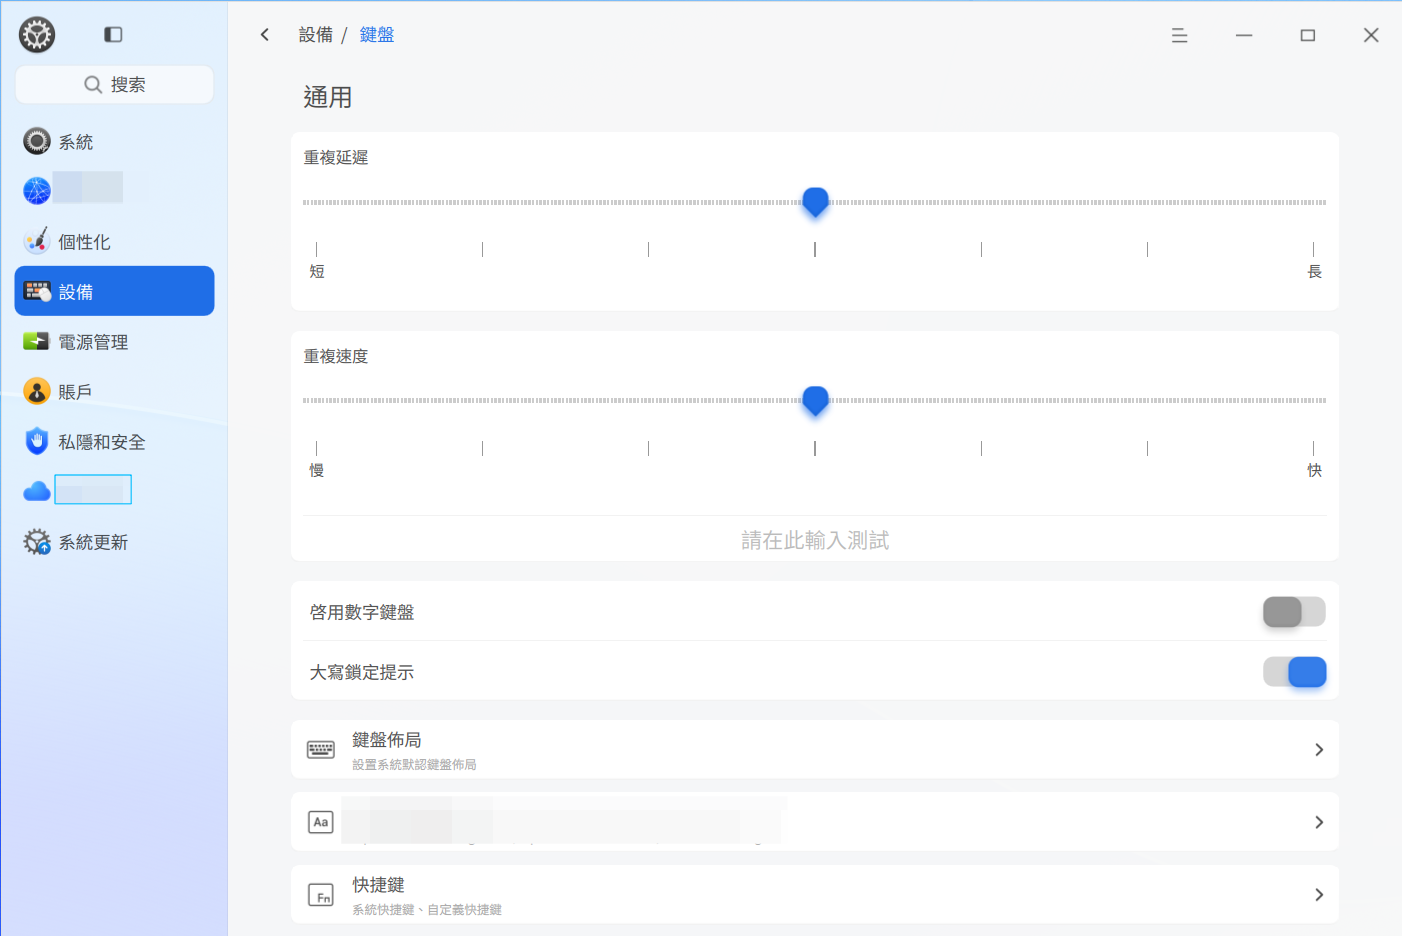 設備 / 鍵盤
搜索
系統
個性化
設備
電源管理
賬戶
私隱和安全
系統更新
通用
重複延遲
短
長
重複速度
慢
快
請在此輸入測試
啓用數字鍵盤
大寫鎖定提示
鍵盤佈局
設置系統默認鍵盤佈局
Aa
Fn
快捷鍵
系統快捷鍵、自定義快捷鍵